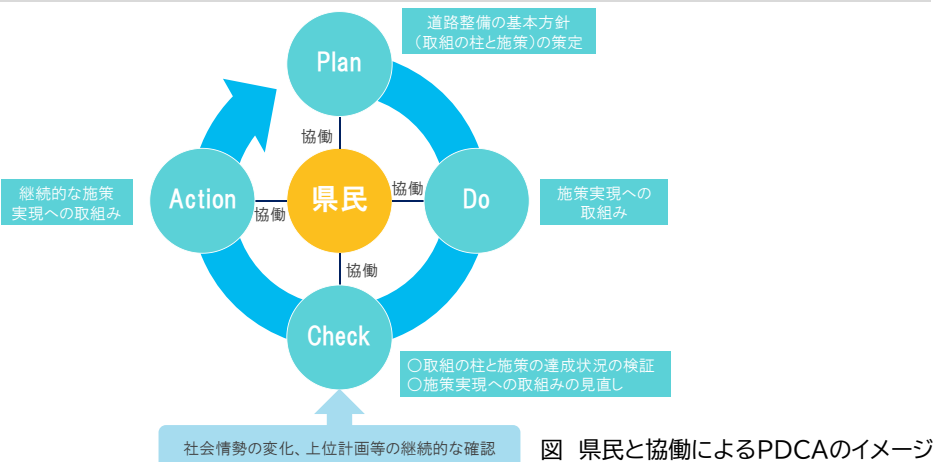 道路整備の基本方針
（取組の柱と施策）の策定
Plan
協働
継続的な施策
実現への取組み
Action
協働
県民
協働
Do
施策実現への
取組み
協働
Check
〇取組の柱と施策の達成状況の検証
〇施策実現への取組みの見直し
社会情勢の変化、上位計画等の継続的な確認
図 県民と協働によるPDCAのイメージ